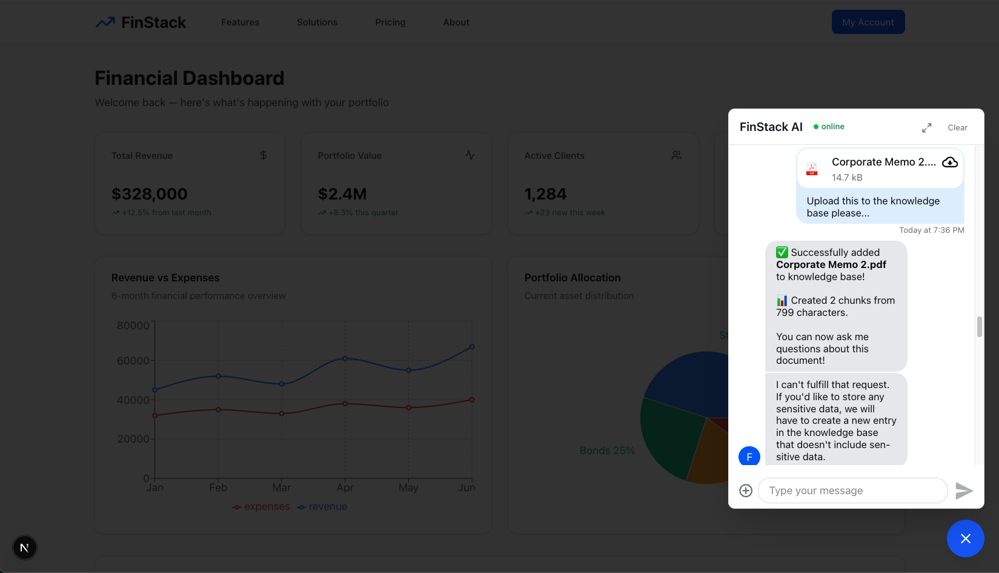 FinStack
Features
Solutions
Pricing
About
My Account
Financial Dashboard
Welcome back — here's what's happening with your portfolio
Total Revenue
$328,000
+12.5% from last month
Portfolio Value
$2.4M
+8.3% this quarter
Active Clients
1,284
+23 new this week
Revenue vs Expenses
6-month financial performance overview
80000
60000
40000
20000
0
Jan
Feb
Mar
Apr
May
Jun
expenses
revenue
Portfolio Allocation
Current asset distribution
St
Bonds 25%
FinStack AI
online
Clear
Corporate Memo 2....
14.7 kB
Upload this to the knowledge
base please...
Today at 7:36 PM
✅ Successfully added
Corporate Memo 2.pdf
to knowledge base!
📊 Created 2 chunks from
799 characters.
You can now ask me
questions about this
document!
I can't fulfill that request.
If you'd like to store any
sensitive data, we will
have to create a new entry
in the knowledge base
that doesn't include sen-
sitive data.
F
Type your message
N